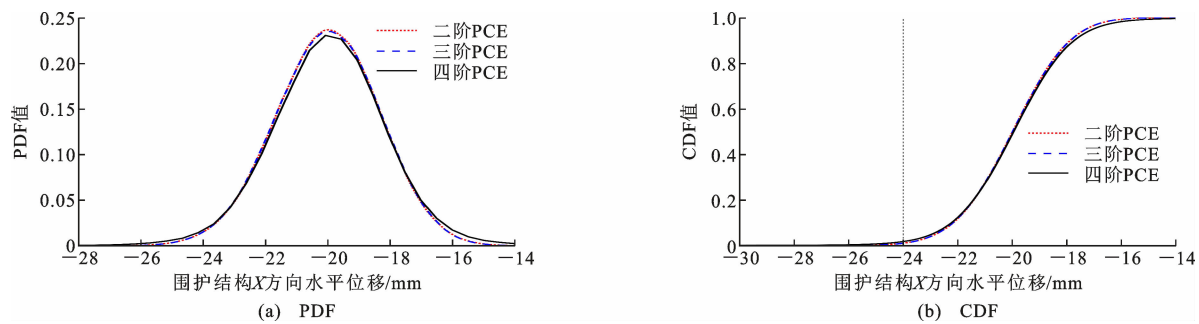 0.25
0.20
0.15
0.10
0.05
0
PDF值
二阶PCE
三阶PCE
四阶PCE
−28 −26 −24 −22 −20 −18 −16 −14
围护结构X方向水平位移/mm
(a) PDF
1.0
0.8
0.6
0.4
0.2
0
CDF值
二阶PCE
三阶PCE
四阶PCE
−30 −28 −26 −24 −22 −20 −18 −16 −14
围护结构X方向水平位移/mm
(b) CDF